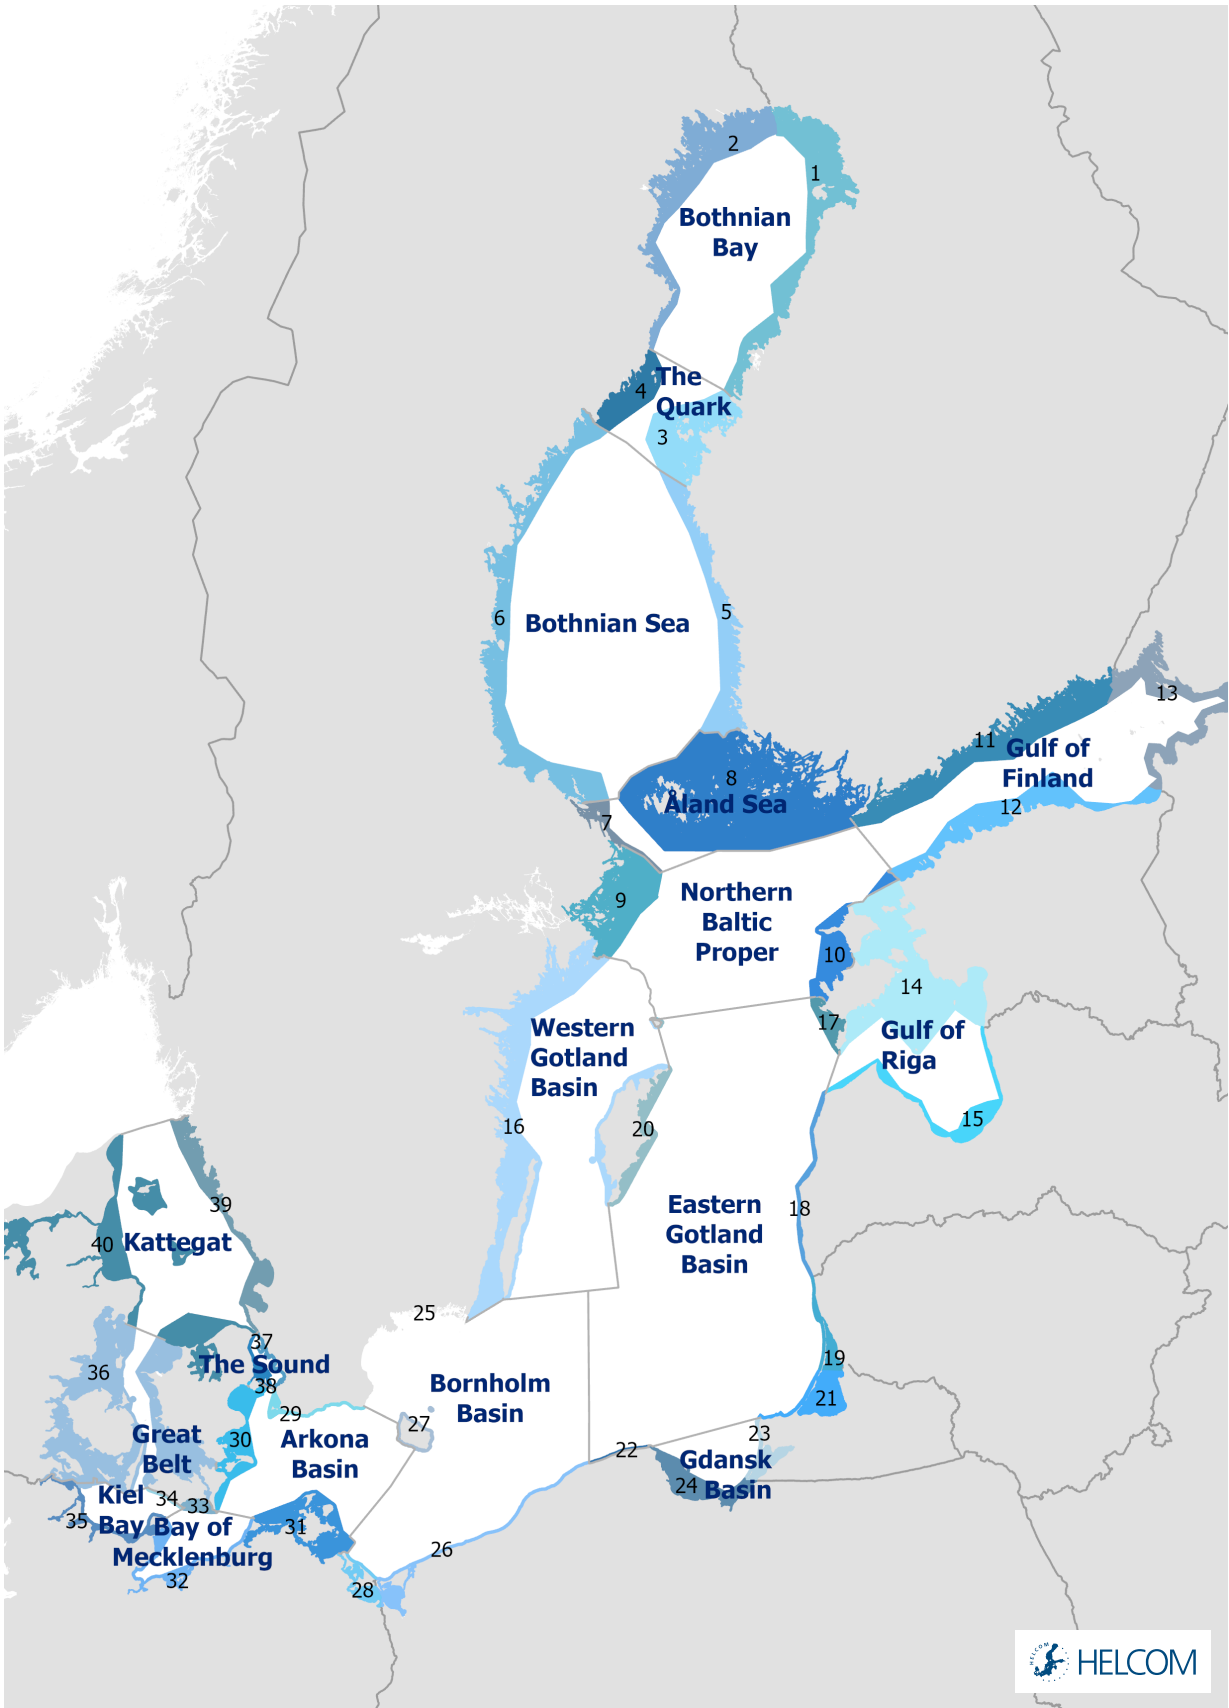 2
1
Bothnian
Bay
4
The
Quark
3
6
Bothnian Sea
5
13
11
Gulf of
Finland
8
Åland Sea
12
7
9
Northern
Baltic
Proper
10
14
17
Gulf of
Riga
Western
Gotland
Basin
16
20
15
Eastern
Gotland
Basin
18
39
40
Kattegat
25
37
The Sound
36
38
19
21
Bornholm
Basin
27
29
30
Arkona
Basin
Great
Belt
22
23
Gdansk
Basin
24
34
33
Kiel
Bay
35
Bay of
Mecklenburg
31
26
32
28
HELCOM
HELCOM